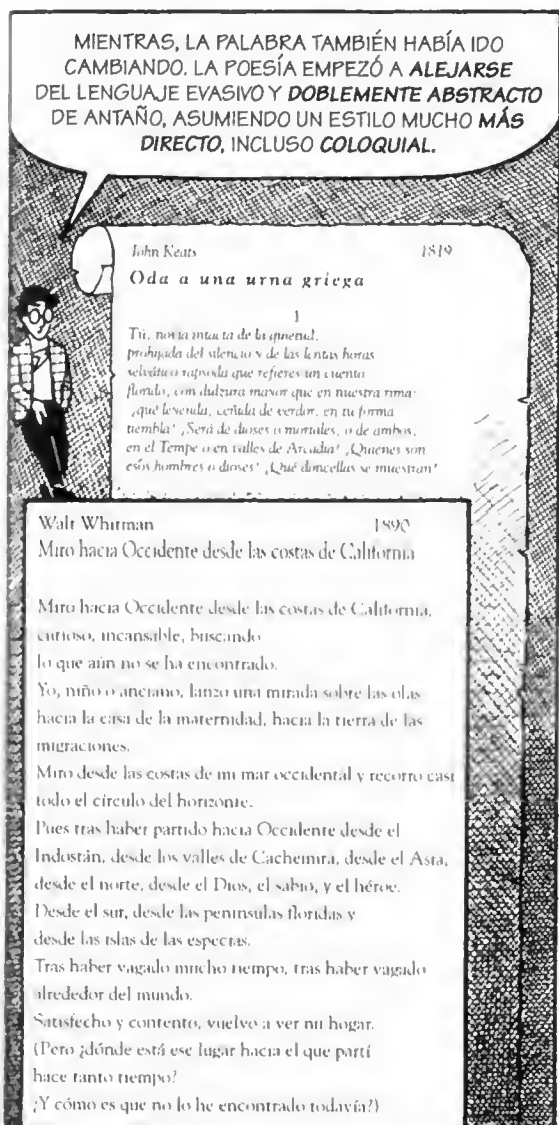 MIENTRAS, LA PALABRA TAMBIÉN HABÍA IDO
CAMBIANDO. LA POESÍA EMPEZÓ A ALEJARSE
DEL LENGUAJE EVASIVO Y DOBLEMENTE ABSTRACTO
DE ANTAÑO, ASUMIENDO UN ESTILO MUCHO MÁS
DIRECTO, INCLUSO COLOQUIAL.
John Keats 1819
Oda a una urna griega
1
Tú, novia intacta de la quietud,
prohijada del silencio y de las lentas horas
selvático rapsoda que refieres un cuento
florido, con dulzura mayor que en nuestra rima:
¿qué leyenda, ceñida de verdor, en tu forma
tiembla? ¿Será de dioses o mortales, o de ambos,
en el Tempe o en valles de Arcadia? ¿Quienes son
esos hombres o dioses? ¿Qué doncellas se muestran?
Walt Whitman 1890
Miro hacia Occidente desde las costas de California
Miro hacia Occidente desde las costas de California,
curioso, incansable, buscando
lo que aún no se ha encontrado.
Yo, niño o anciano, lanzo una mirada sobre las olas
hacia la casa de la maternidad, hacia la tierra de las
migraciones.
Miro desde las costas de mi mar occidental y recorro casi
todo el círculo del horizonte.
Pues tras haber partido hacia Occidente desde el
Indostán, desde los valles de Cachemira, desde el Asia,
desde el norte, desde el Dios, el sabio, y el héroe.
Desde el sur, desde las penínsulas floridas y
desde las islas de las especias.
Tras haber vagado mucho tiempo, tras haber vagado
alrededor del mundo.
Satisfecho y contento, vuelvo a ver mi hogar.
(Pero ¿dónde está ese lugar hacia el que partí
hace tanto tiempo?
¿Y cómo es que no lo he encontrado todavía?)